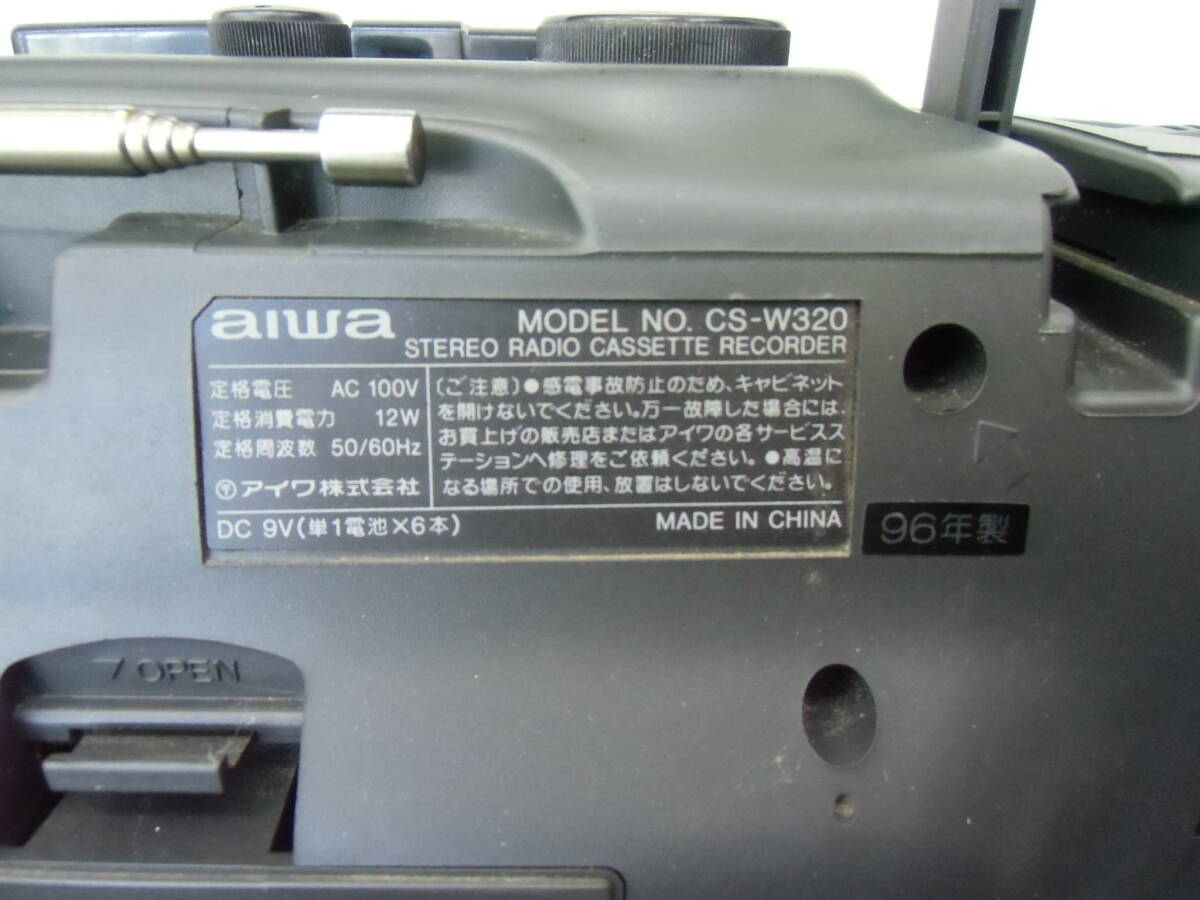 aiwa
MODEL NO. CS-W320
STEREO RADIO CASSETTE RECORDER
定格電圧 AC 100V
定格消費電力 12W
定格周波数 50/60Hz
〒アイワ株式会社
(ご注意)●感電事故防止のため、キャビネット
を開けないでください。万一故障した場合には、
お買上げの販売店またはアイワの各サービスス
テーションへ修理をご依頼ください。●高温に
なる場所での使用、放置はしないでください。
DC 9V(単1電池×6本)
MADE IN CHINA
96年製
OPEN